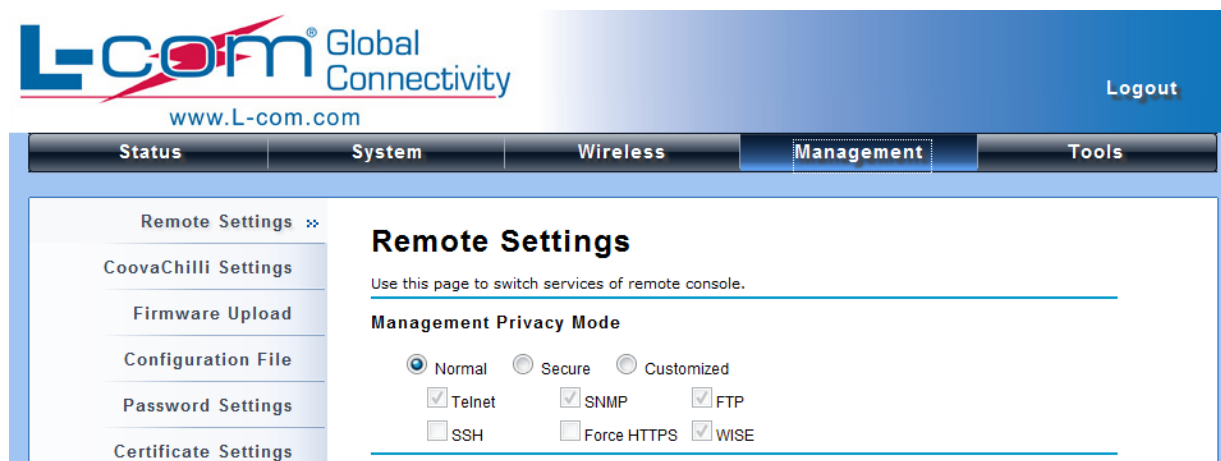 L-com® Global
Connectivity
www.L-com.com
Logout
Status System Wireless Management Tools
Remote Settings »
CoovaChilli Settings
Firmware Upload
Configuration File
Password Settings
Certificate Settings
Remote Settings
Use this page to switch services of remote console.
Management Privacy Mode
Normal Secure Customized
Telnet SNMP FTP
SSH Force HTTPS WISE